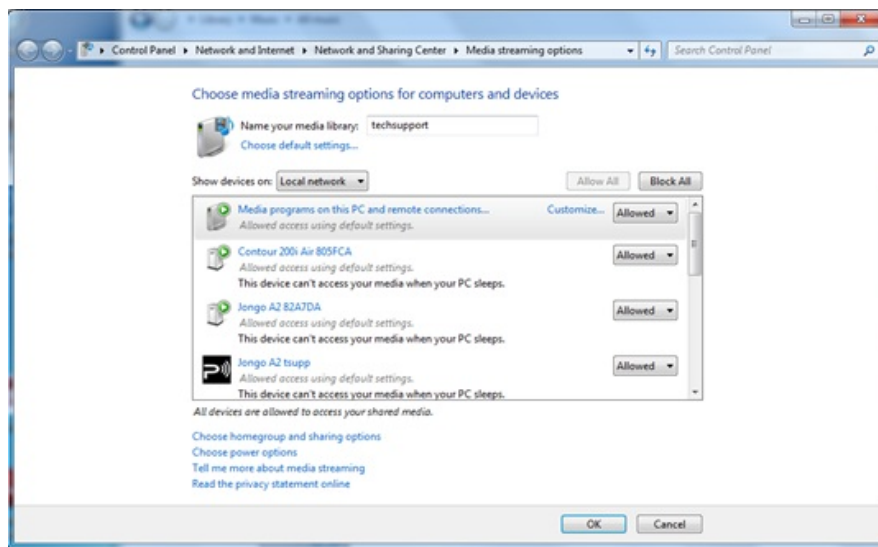 Control Panel ▸ Network and Internet ▸ Network and Sharing Center ▸ Media streaming options
Search Control Panel
Choose media streaming options for computers and devices
Name your media library: techsupport
Choose default settings...
Show devices on: Local network
Allow All Block All
Media programs on this PC and remote connections... Customize... Allowed
Allowed access using default settings.
Contour 200i Air 805FCA Allowed
Allowed access using default settings.
This device can't access your media when your PC sleeps.
Jongo A2 82A7DA Allowed
Allowed access using default settings.
This device can't access your media when your PC sleeps.
Jongo A2 tsupp Allowed
Allowed access using default settings.
This device can't access your media when your PC sleeps.
All devices are allowed to access your shared media.
Choose homegroup and sharing options
Choose power options
Tell me more about media streaming
Read the privacy statement online
OK Cancel